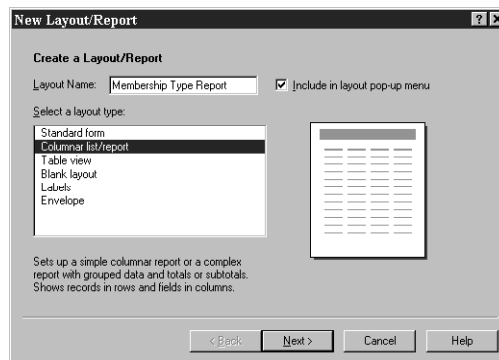 New Layout/Report
Create a Layout/Report
Layout Name: Membership Type Report Include in layout pop-up menu
Select a layout type:
Standard form
Columnar list/report
Table view
Blank layout
Labels
Envelope
Sets up a simple columnar report or a complex
report with grouped data and totals or subtotals.
Shows records in rows and fields in columns.
< Back Next > Cancel Help